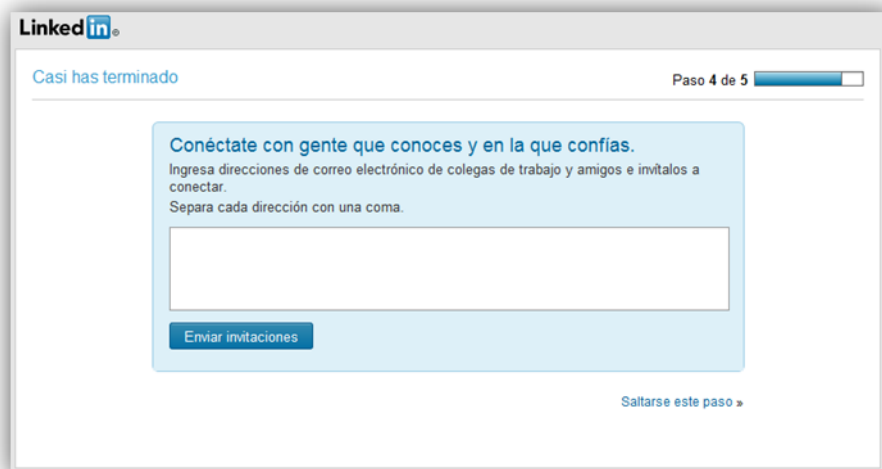 Linked in®
Casi has terminado
Paso 4 de 5
Conéctate con gente que conoces y en la que confías.
Ingresa direcciones de correo electrónico de colegas de trabajo y amigos e invítalos a
conectar.
Separa cada dirección con una coma.
Enviar invitaciones
Saltarse este paso »